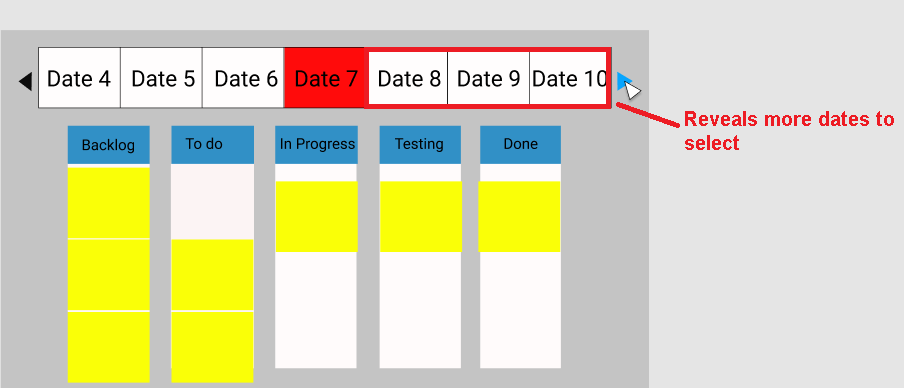 Date 4 Date 5 Date 6 Date 7 Date 8 Date 9 Date 10
Reveals more dates to
select
Backlog To do In Progress Testing Done